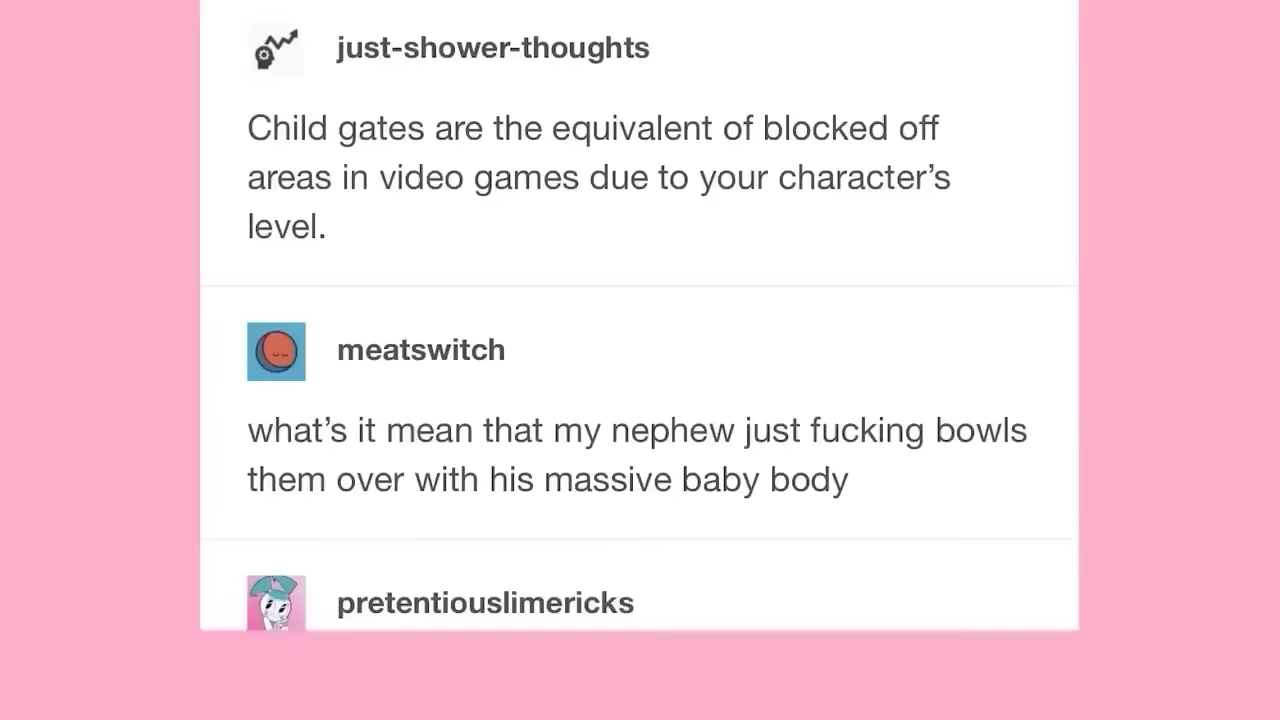 just-shower-thoughts
Child gates are the equivalent of blocked off
areas in video games due to your character’s
level.
meatswitch
what’s it mean that my nephew just fucking bowls
them over with his massive baby body
pretentiouslimericks